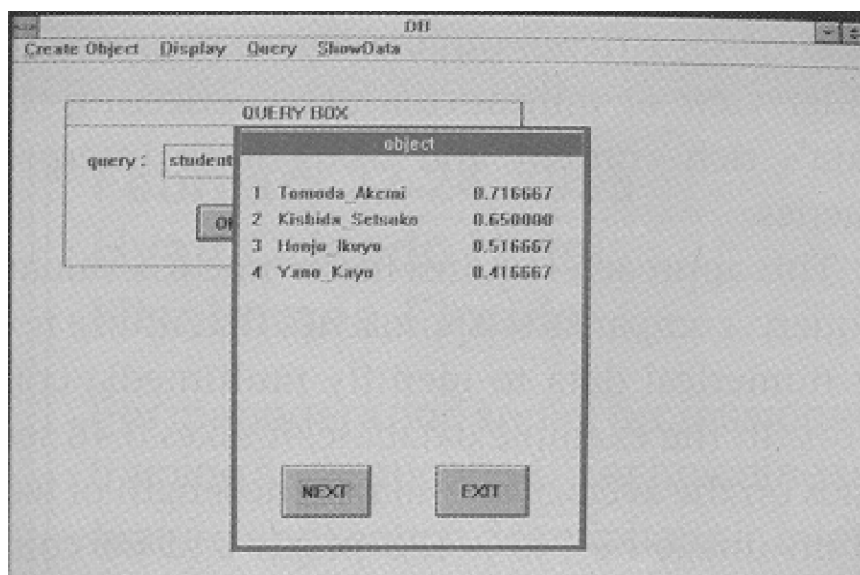 DB
Create Object Display Query ShowData
QUERY BOX
query : student
object
1 Tomoda_Akemi 0.716667
2 Kishida_Setsuko 0.650000
3 Honjo_Ikuyo 0.516667
4 Yano_Kayo 0.416667
NEXT EXIT